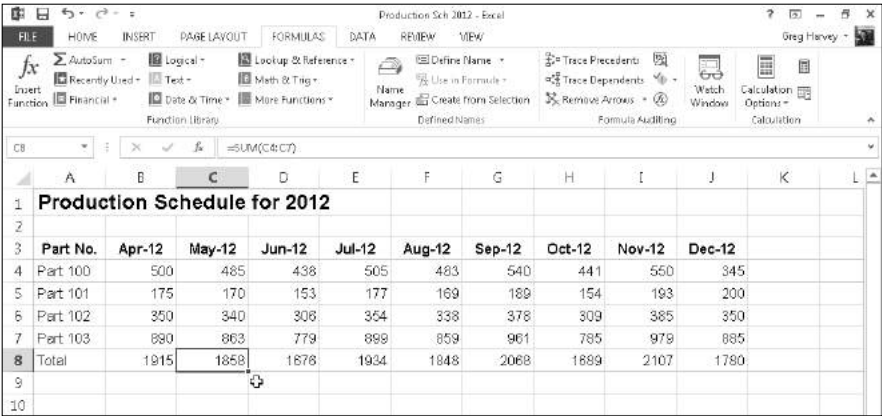 Production Sch 2012 - Excel
?
FILE HOME INSERT PAGE LAYOUT FORMULAS DATA REVIEW VIEW Greg Harvey
fx Insert Function
Σ AutoSum
Recently Used
Financial
Logical
Text
Date & Time
Lookup & Reference
Math & Trig
More Functions
Function Library
Name Manager
Define Name
Use in Formula
Create from Selection
Defined Names
Trace Precedents
Trace Dependents
Remove Arrows
Watch Window
Formula Auditing
Calculation Options
Calculation
C8 fx =SUM(C4:C7)
A B C D E F G H I J K L
1 Production Schedule for 2012
2
3 Part No. Apr-12 May-12 Jun-12 Jul-12 Aug-12 Sep-12 Oct-12 Nov-12 Dec-12
4 Part 100 500 485 438 505 483 540 441 550 345
5 Part 101 175 170 153 177 169 189 154 193 200
6 Part 102 350 340 306 354 338 378 309 385 350
7 Part 103 890 863 779 899 859 961 785 979 885
8 Total 1915 1858 1676 1934 1848 2068 1689 2107 1780
9
10